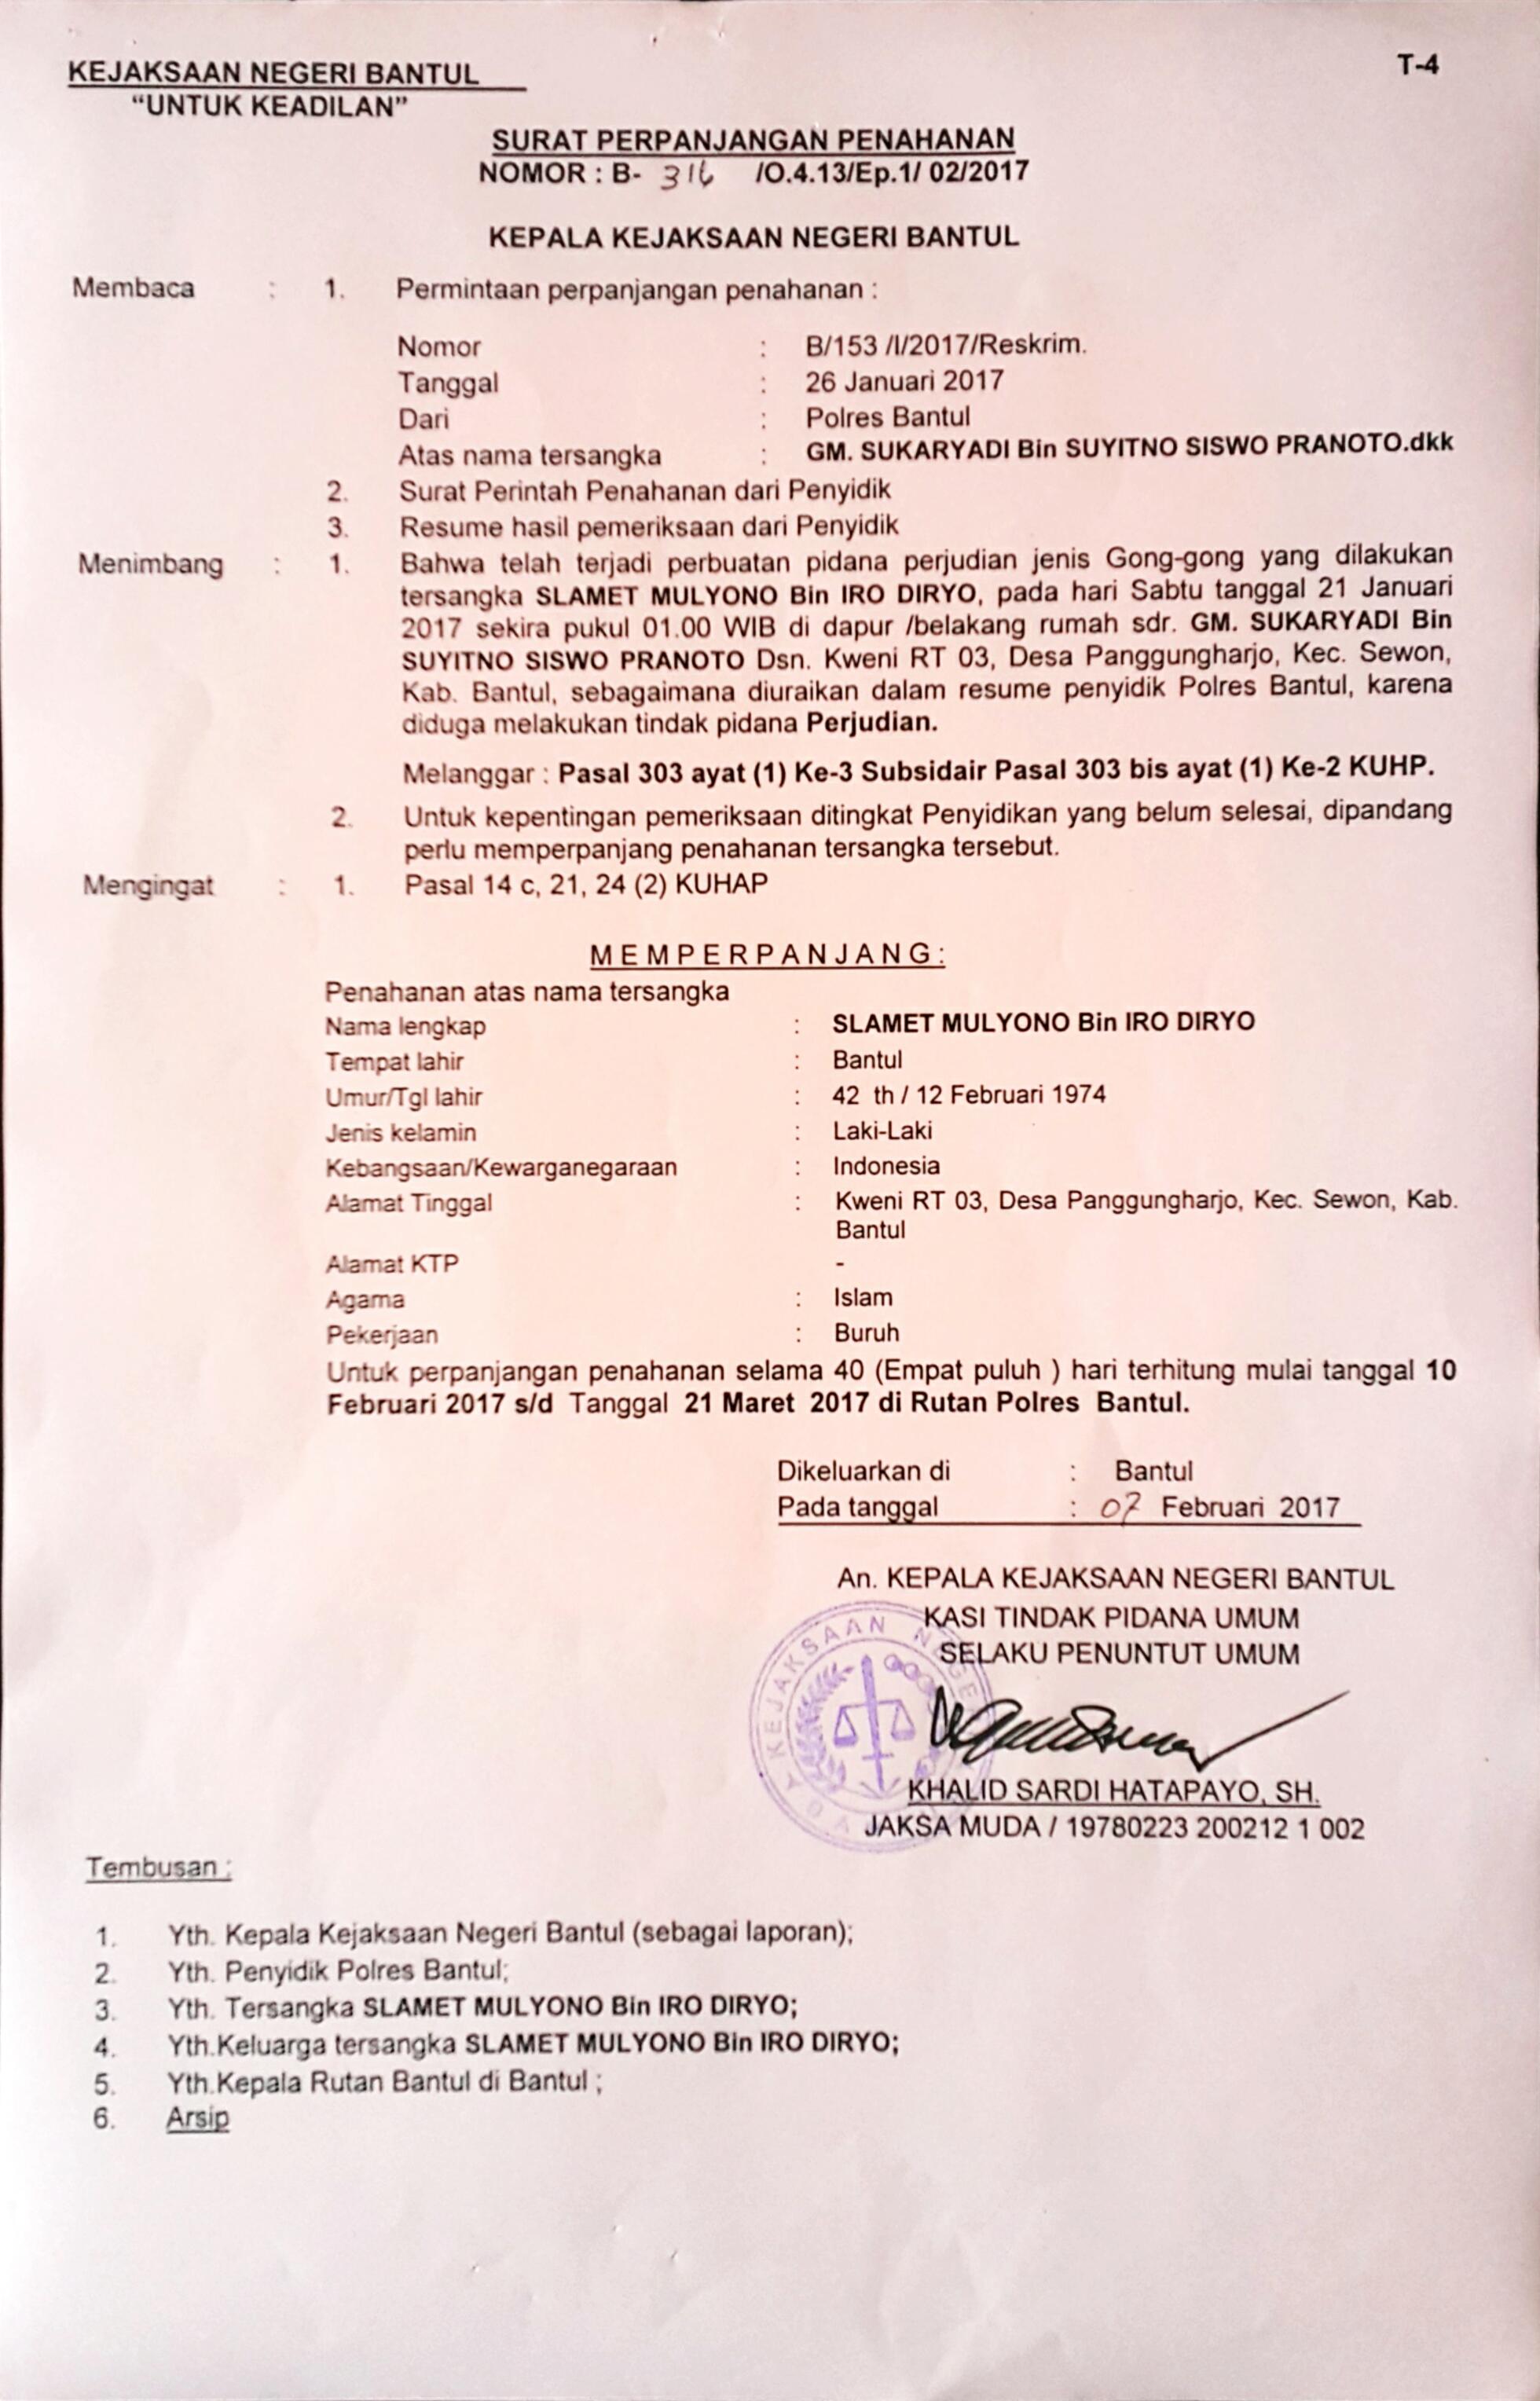 KEJAKSAAN NEGERI BANTUL
T-4
"UNTUK KEADILAN"
SURAT PERPANJANGAN PENAHANAN
NOMOR : B- 316 /O.4.13/Ep.1/ 02/2017
KEPALA KEJAKSAAN NEGERI BANTUL
Membaca : 1. Permintaan perpanjangan penahanan :
Nomor : B/153 /I/2017/Reskrim.
Tanggal : 26 Januari 2017
Dari : Polres Bantul
Atas nama tersangka : GM. SUKARYADI Bin SUYITNO SISWO PRANOTO.dkk
2. Surat Perintah Penahanan dari Penyidik
3. Resume hasil pemeriksaan dari Penyidik
Menimbang : 1. Bahwa telah terjadi perbuatan pidana perjudian jenis Gong-gong yang dilakukan
tersangka SLAMET MULYONO Bin IRO DIRYO, pada hari Sabtu tanggal 21 Januari
2017 sekira pukul 01.00 WIB di dapur /belakang rumah sdr. GM. SUKARYADI Bin
SUYITNO SISWO PRANOTO Dsn. Kweni RT 03, Desa Panggungharjo, Kec. Sewon,
Kab. Bantul, sebagaimana diuraikan dalam resume penyidik Polres Bantul, karena
diduga melakukan tindak pidana Perjudian.
Melanggar : Pasal 303 ayat (1) Ke-3 Subsidair Pasal 303 bis ayat (1) Ke-2 KUHP.
2. Untuk kepentingan pemeriksaan ditingkat Penyidikan yang belum selesai, dipandang
perlu memperpanjang penahanan tersangka tersebut.
Mengingat : 1. Pasal 14 c, 21, 24 (2) KUHAP
M E M P E R P A N J A N G :
Penahanan atas nama tersangka
Nama lengkap : SLAMET MULYONO Bin IRO DIRYO
Tempat lahir : Bantul
Umur/Tgl lahir : 42 th / 12 Februari 1974
Jenis kelamin : Laki-Laki
Kebangsaan/Kewarganegaraan : Indonesia
Alamat Tinggal : Kweni RT 03, Desa Panggungharjo, Kec. Sewon, Kab.
Bantul
Alamat KTP -
Agama : Islam
Pekerjaan : Buruh
Untuk perpanjangan penahanan selama 40 (Empat puluh ) hari terhitung mulai tanggal 10
Februari 2017 s/d Tanggal 21 Maret 2017 di Rutan Polres Bantul.
Dikeluarkan di : Bantul
Pada tanggal : 07 Februari 2017
An. KEPALA KEJAKSAAN NEGERI BANTUL
KASI TINDAK PIDANA UMUM
SELAKU PENUNTUT UMUM
KEJAKSAAN NEGERI
KHALID SARDI HATAPAYO, SH.
JAKSA MUDA / 19780223 200212 1 002
Tembusan :
1. Yth. Kepala Kejaksaan Negeri Bantul (sebagai laporan);
2. Yth. Penyidik Polres Bantul;
3. Yth. Tersangka SLAMET MULYONO Bin IRO DIRYO;
4. Yth.Keluarga tersangka SLAMET MULYONO Bin IRO DIRYO;
5. Yth.Kepala Rutan Bantul di Bantul ;
6. Arsip